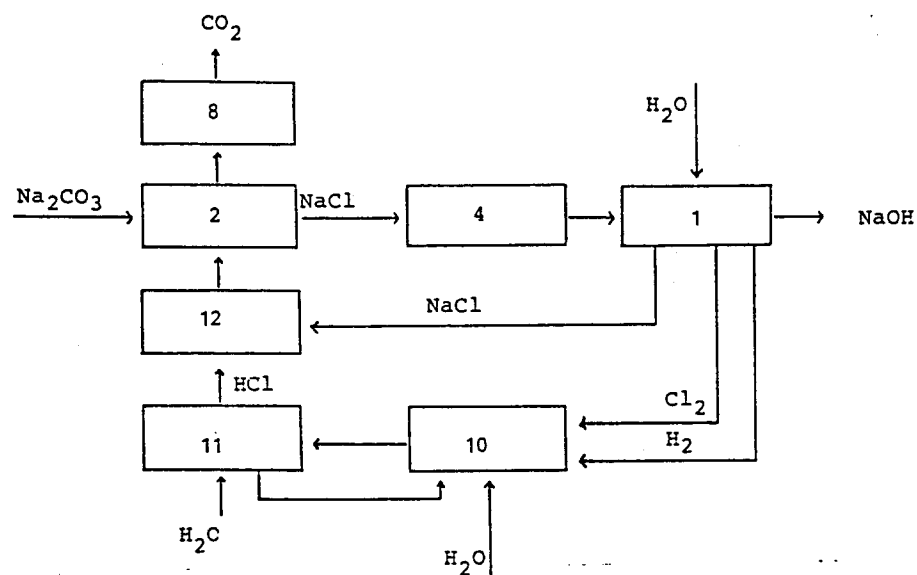 CO₂
8
H₂O
Na₂CO₃
2
NaCl
4
1
NaOH
12
NaCl
HCl
Cl₂
H₂
11
10
H₂C
H₂O